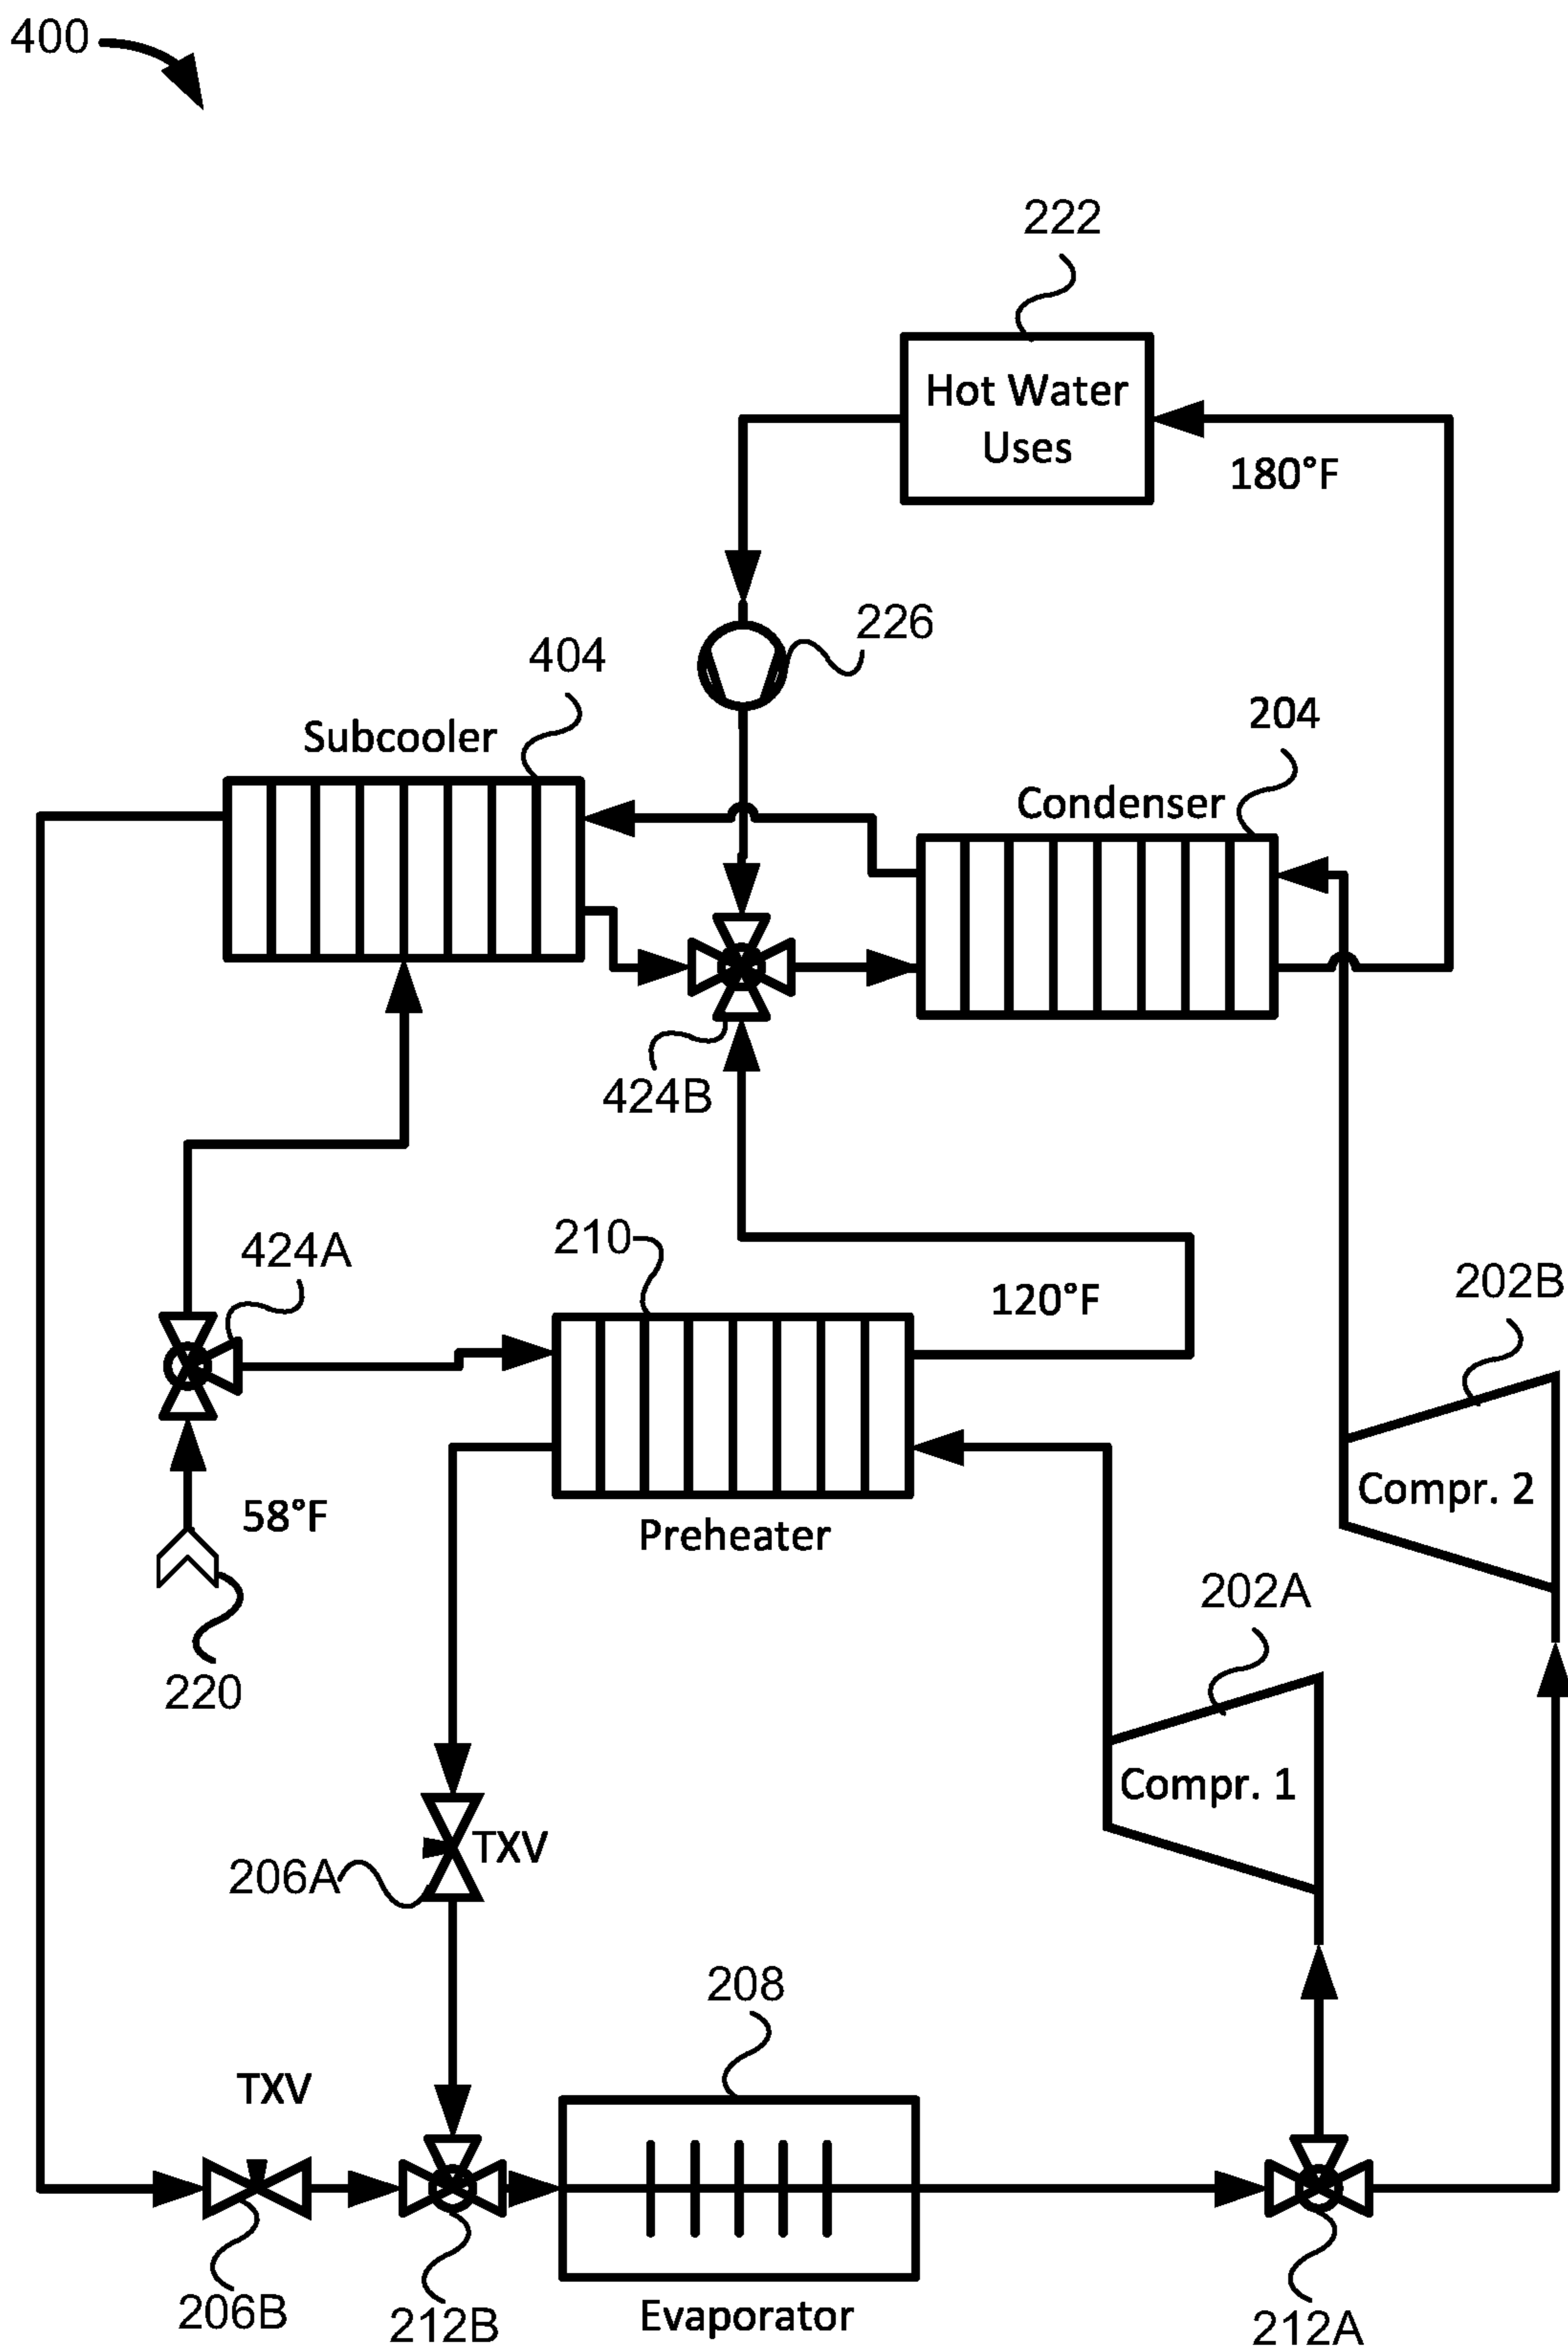 400
222
Hot Water
Uses
180°F
226
404
204
Subcooler
Condenser
424B
210
424A
120°F
202B
58°F
Compr. 2
Preheater
202A
220
Compr. 1
TXV
206A
208
TXV
206B
212B
Evaporator
212A